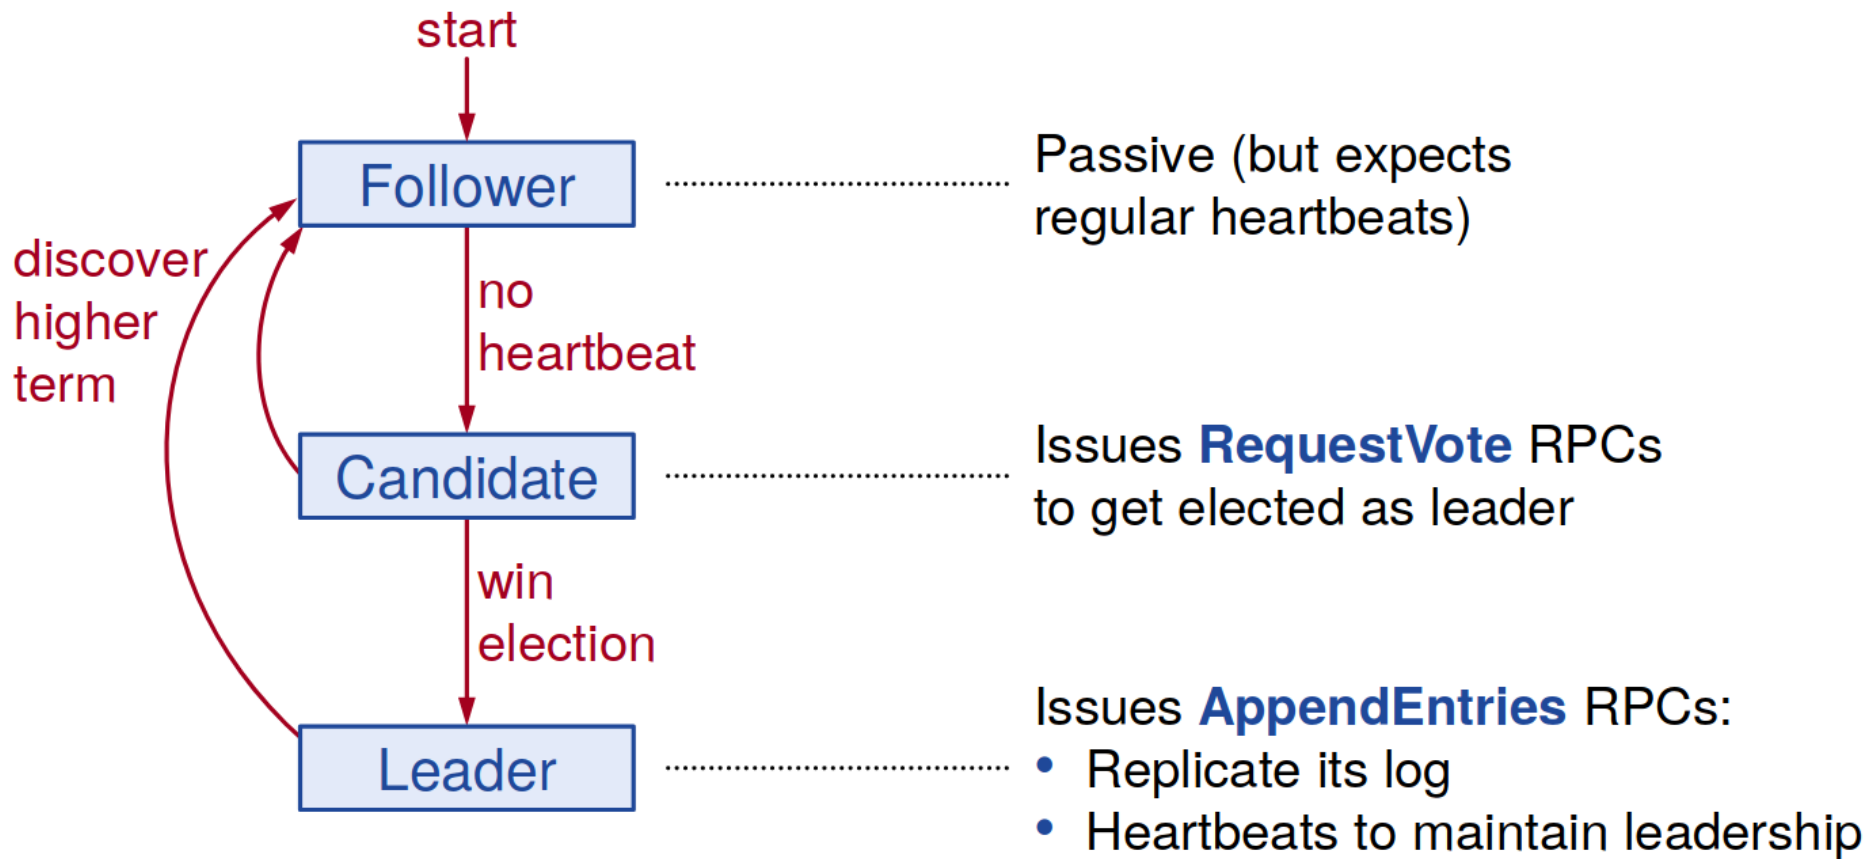 start
Follower
Passive (but expects
regular heartbeats)
discover
higher
term
no
heartbeat
Candidate
Issues RequestVote RPCs
to get elected as leader
win
election
Leader
Issues AppendEntries RPCs:
• Replicate its log
• Heartbeats to maintain leadership